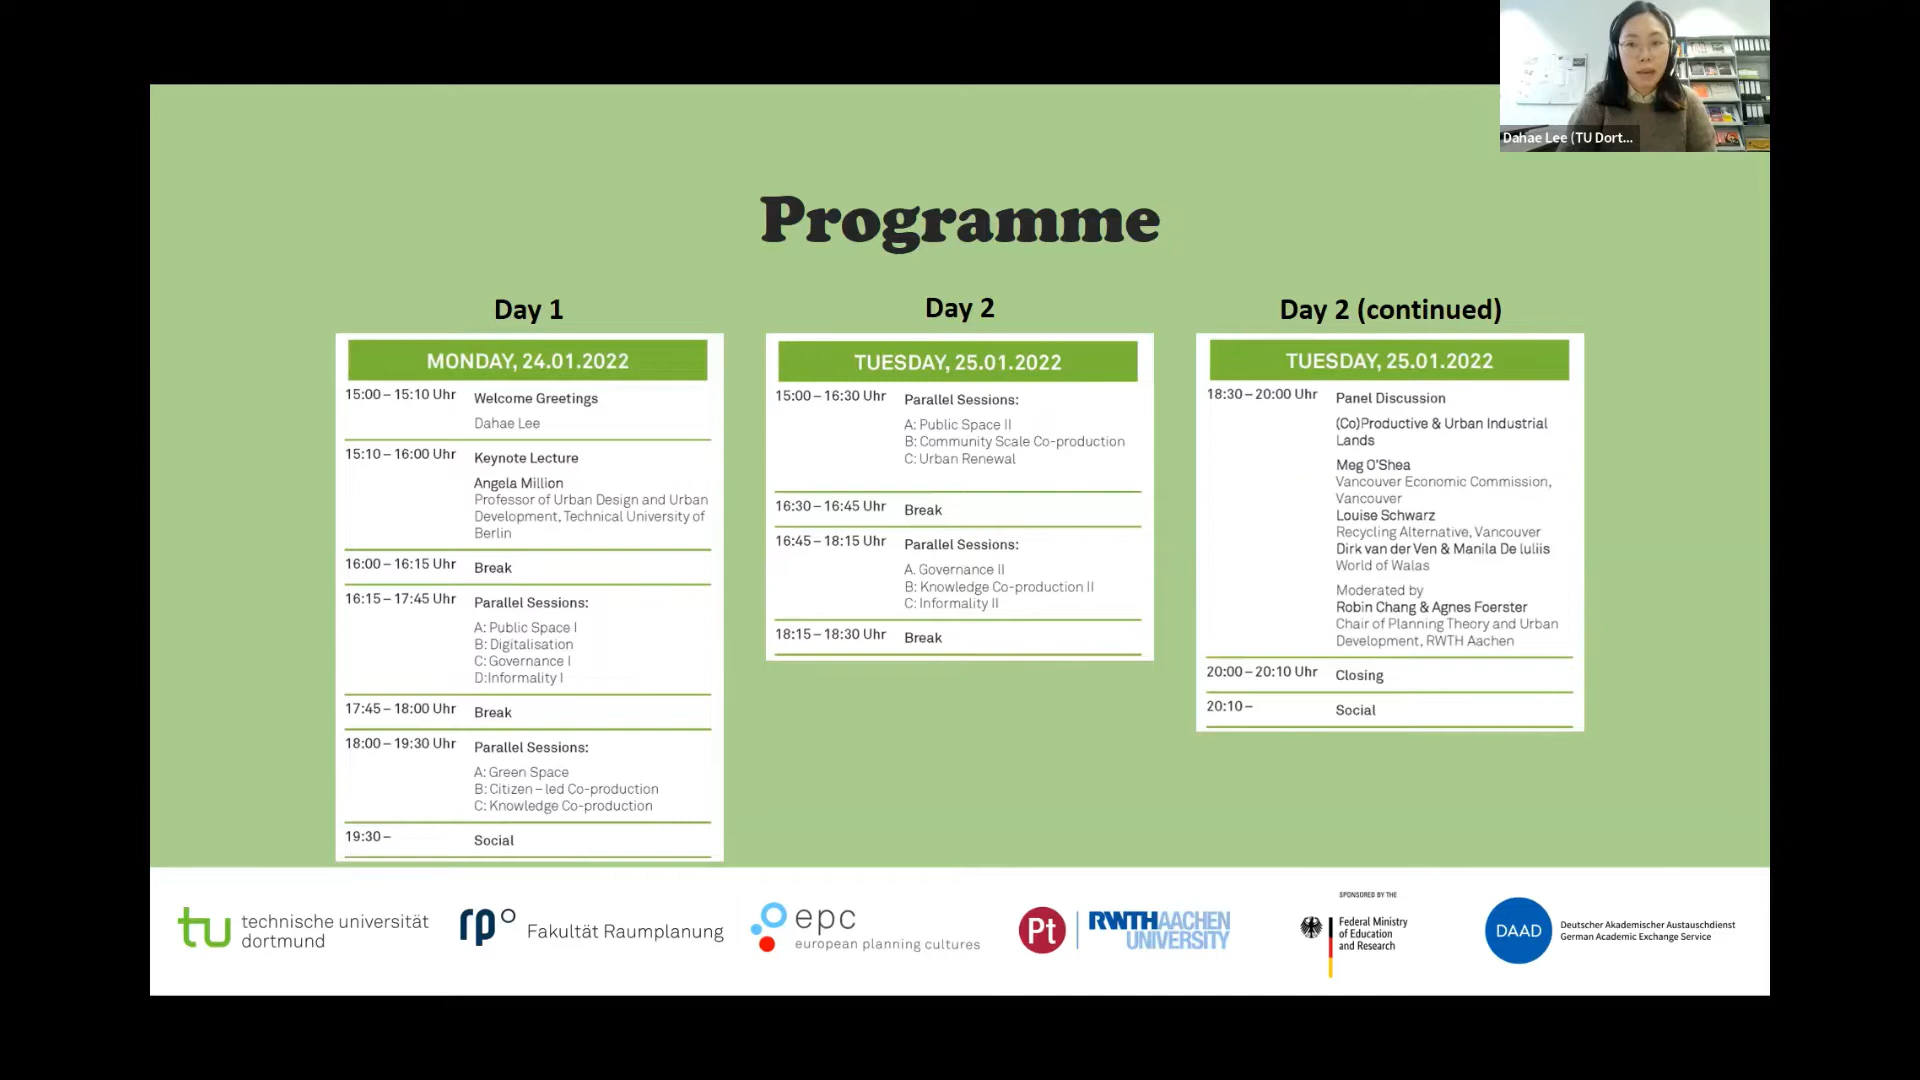 Dahae Lee (TU Dort...
Programme
Day 1
MONDAY, 24.01.2022
15:00 – 15:10 Uhr
Welcome Greetings
Dahae Lee
15:10 – 16:00 Uhr
Keynote Lecture
Angela Million
Professor of Urban Design and Urban
Development, Technical University of
Berlin
16:00 – 16:15 Uhr
Break
16:15 – 17:45 Uhr
Parallel Sessions:
A: Public Space I
B: Digitalisation
C: Governance I
D:Informality I
17:45 – 18:00 Uhr
Break
18:00 – 19:30 Uhr
Parallel Sessions:
A: Green Space
B: Citizen – led Co-production
C: Knowledge Co-production
19:30 –
Social
Day 2
TUESDAY, 25.01.2022
15:00 – 16:30 Uhr
Parallel Sessions:
A: Public Space II
B: Community Scale Co-production
C: Urban Renewal
16:30 – 16:45 Uhr
Break
16:45 – 18:15 Uhr
Parallel Sessions:
A. Governance II
B: Knowledge Co-production II
C: Informality II
18:15 – 18:30 Uhr
Break
Day 2 (continued)
TUESDAY, 25.01.2022
18:30 – 20:00 Uhr
Panel Discussion
(Co)Productive & Urban Industrial
Lands
Meg O'Shea
Vancouver Economic Commission,
Vancouver
Louise Schwarz
Recycling Alternative, Vancouver
Dirk van der Ven & Manila De Iuliis
World of Walas
Moderated by
Robin Chang & Agnes Foerster
Chair of Planning Theory and Urban
Development, RWTH Aachen
20:00 – 20:10 Uhr
Closing
20:10 –
Social
tu
technische universität
dortmund
rp
Fakultät Raumplanung
epc
european planning cultures
Pt
RWTH AACHEN
UNIVERSITY
SPONSORED BY THE
Federal Ministry
of Education
and Research
DAAD
Deutscher Akademischer Austauschdienst
German Academic Exchange Service